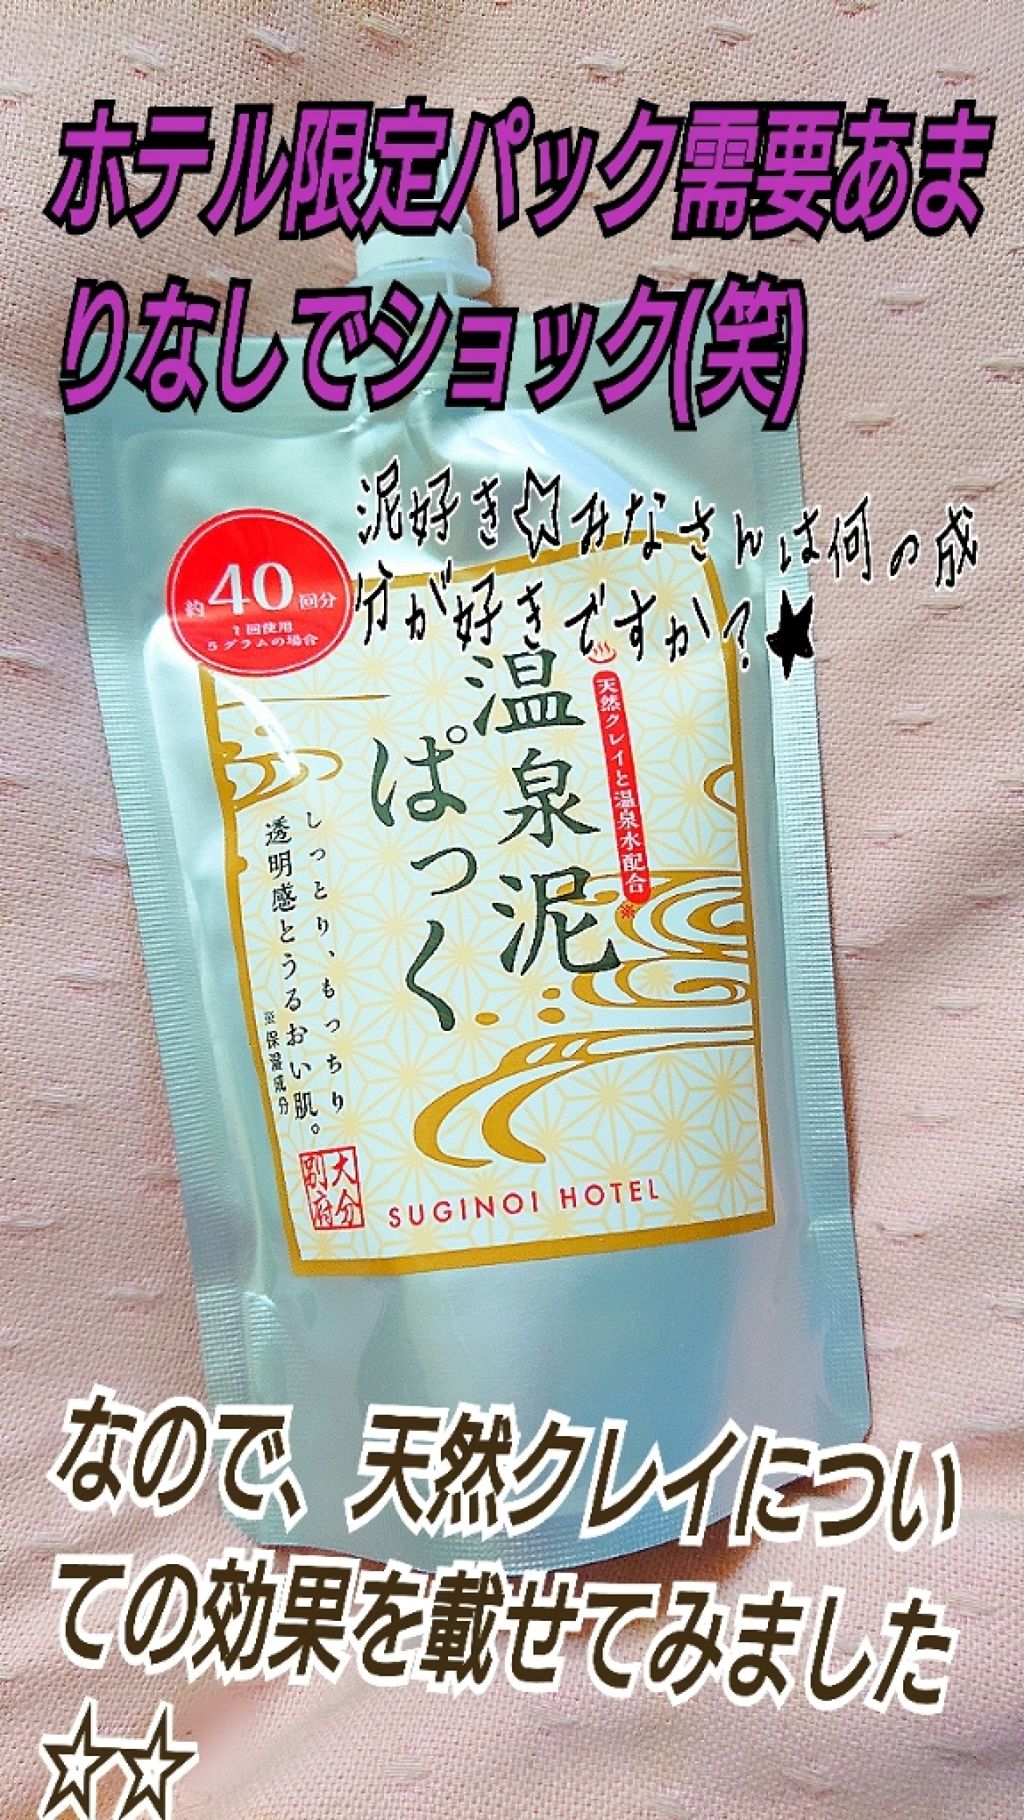 ホテル限定パック需要あま
りなしでショック(笑)
泥好き☆みなさんは何の成
分が好きですか?★
約40回分
1回使用
5グラムの場合
天然クレイと温泉水配合※
温泉泥
ぱっく
しっとり、もっちり
透明感とうるおい肌。
※保湿成分
大分
別府
SUGINOI HOTEL
なので、天然クレイについ
ての効果を載せてみました
☆☆